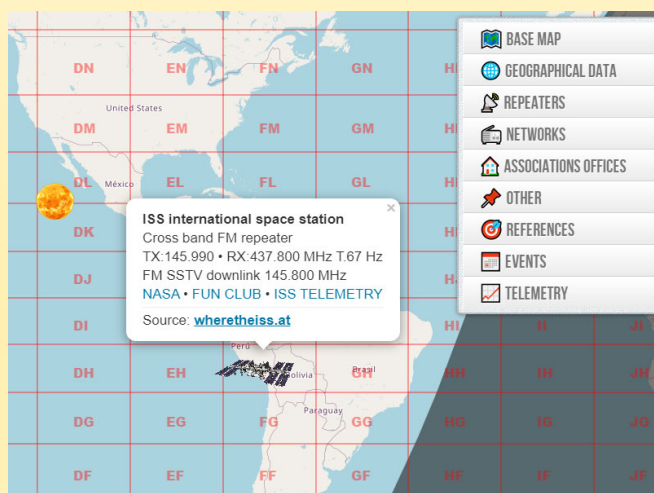 DN EN FN GN
United States
DM EM FM GM
DL México EL FL GL
DK
DJ
DI HI II JI
DH EH GH HH IH JH
DG EG FG GG HG IG JG
DF EF FF GF HF IF JF
Perú
Bolivia
Brasil
Paraguay
ISS international space station
Cross band FM repeater
TX:145.990 • RX:437.800 MHz T.67 Hz
FM SSTV downlink 145.800 MHz
NASA • FUN CLUB • ISS TELEMETRY
Source: wheretheiss.at
×
BASE MAP
GEOGRAPHICAL DATA
REPEATERS
NETWORKS
ASSOCIATIONS OFFICES
OTHER
REFERENCES
EVENTS
TELEMETRY